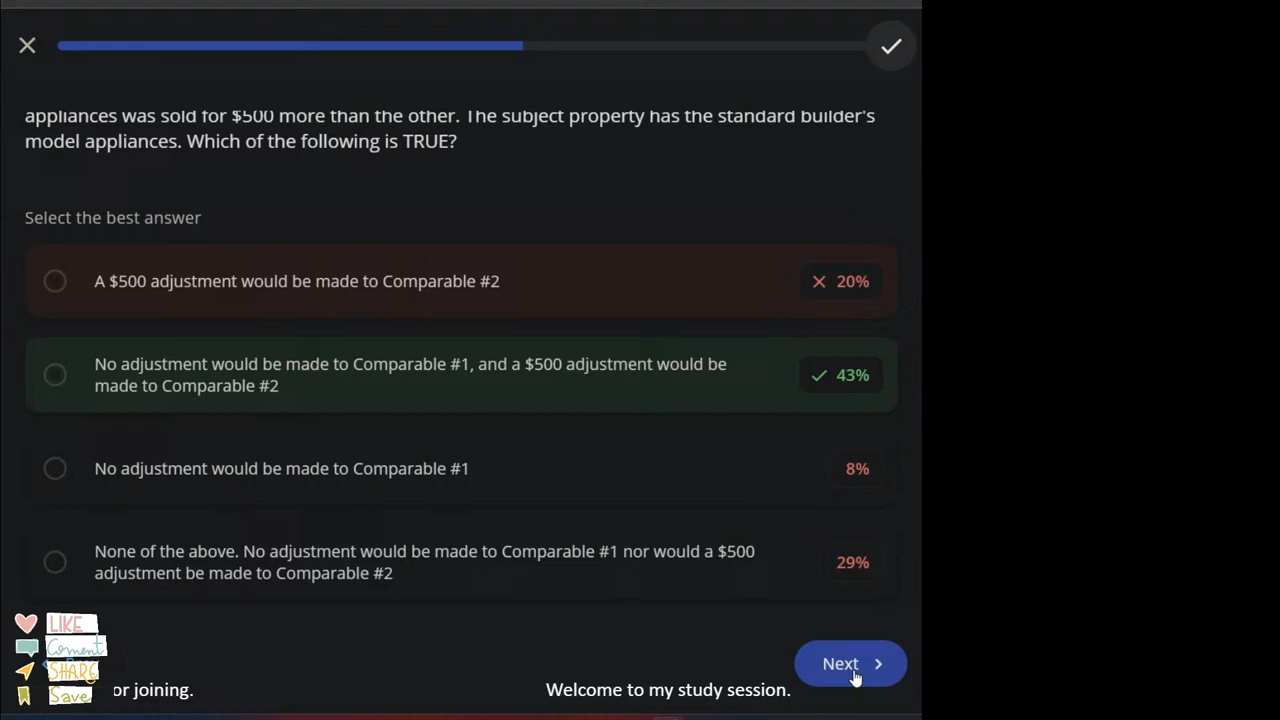 appliances was sold for $500 more than the other. The subject property has the standard builder's
model appliances. Which of the following is TRUE?
Select the best answer
A $500 adjustment would be made to Comparable #2
20%
No adjustment would be made to Comparable #1, and a $500 adjustment would be
made to Comparable #2
43%
No adjustment would be made to Comparable #1
8%
None of the above. No adjustment would be made to Comparable #1 nor would a $500
adjustment be made to Comparable #2
29%
LIKE
Coment
SHARE
Save
Next
or joining.
Welcome to my study session.